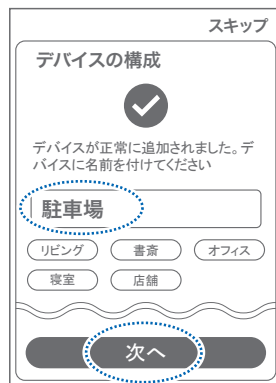 スキップ
デバイスの構成
デバイスが正常に追加されました。デ
バイスに名前を付けてください
駐車場
リビング 書斎 オフィス
寝室 店舗
次へ